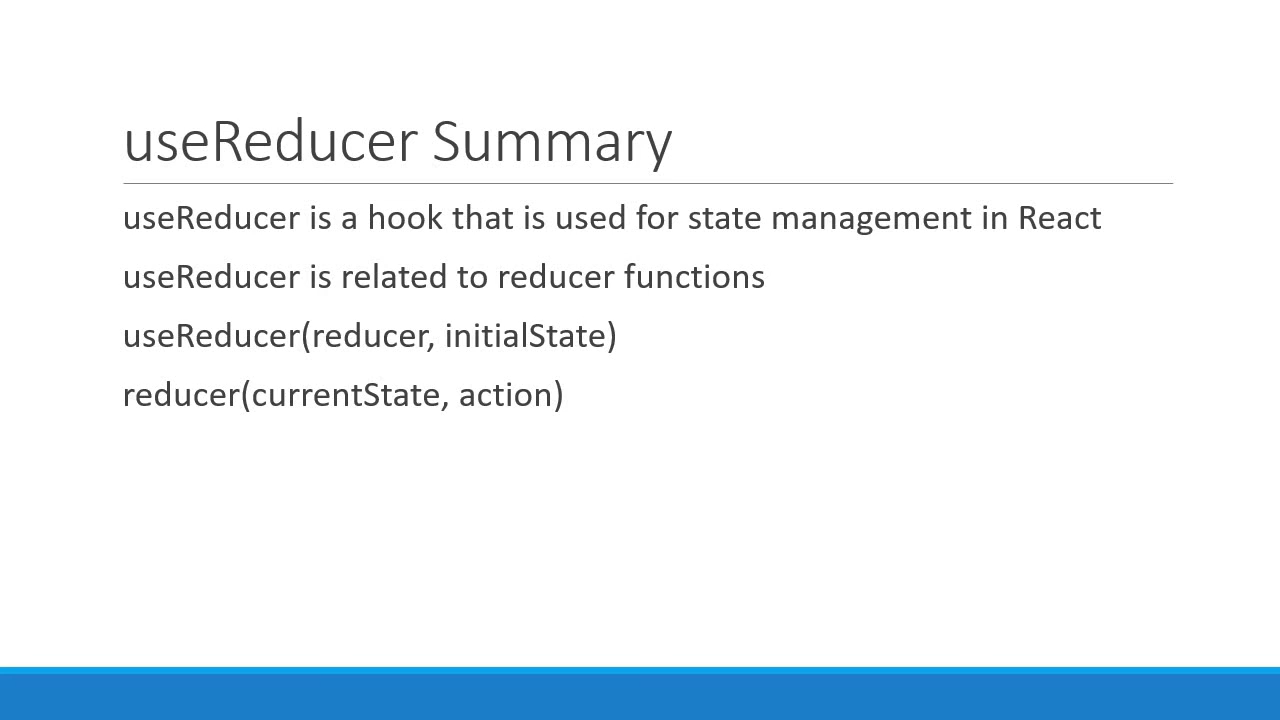 useReducer Summary
useReducer is a hook that is used for state management in React
useReducer is related to reducer functions
useReducer(reducer, initialState)
reducer(currentState, action)